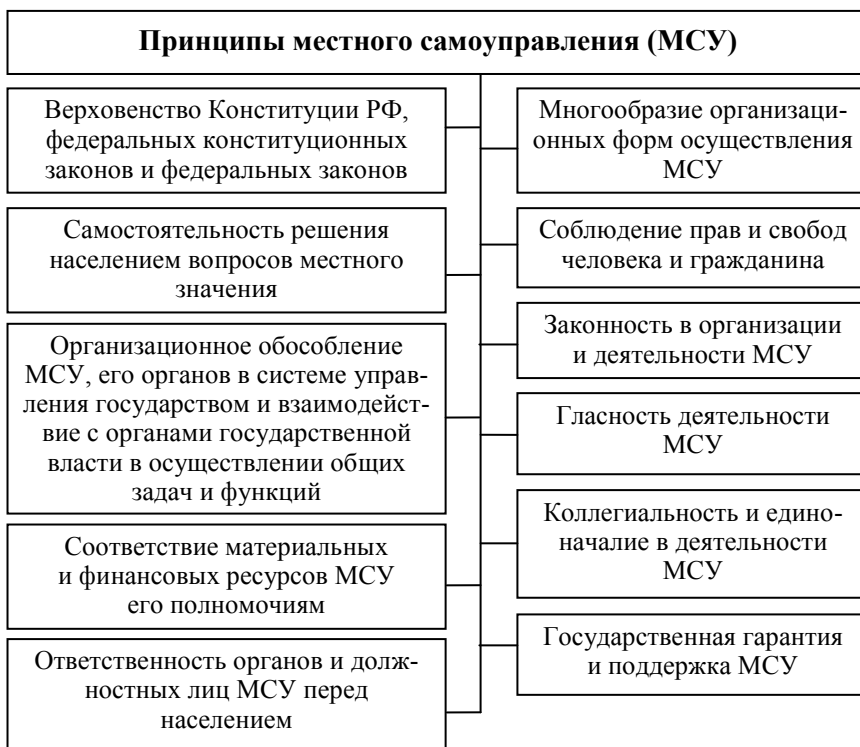 Принципы местного самоуправления (МСУ)
Верховенство Конституции РФ,
федеральных конституционных
законов и федеральных законов
Самостоятельность решения
населением вопросов местного
значения
Организационное обособление
МСУ, его органов в системе управ-
ления государством и взаимодейст-
вие с органами государственной
власти в осуществлении общих
задач и функций
Соответствие материальных
и финансовых ресурсов МСУ
его полномочиям
Ответственность органов и долж-
ностных лиц МСУ перед
населением
Многообразие организаци-
онных форм осуществления
МСУ
Соблюдение прав и свобод
человека и гражданина
Законность в организации
и деятельности МСУ
Гласность деятельности
МСУ
Коллегиальность и едино-
началие в деятельности
МСУ
Государственная гарантия
и поддержка МСУ